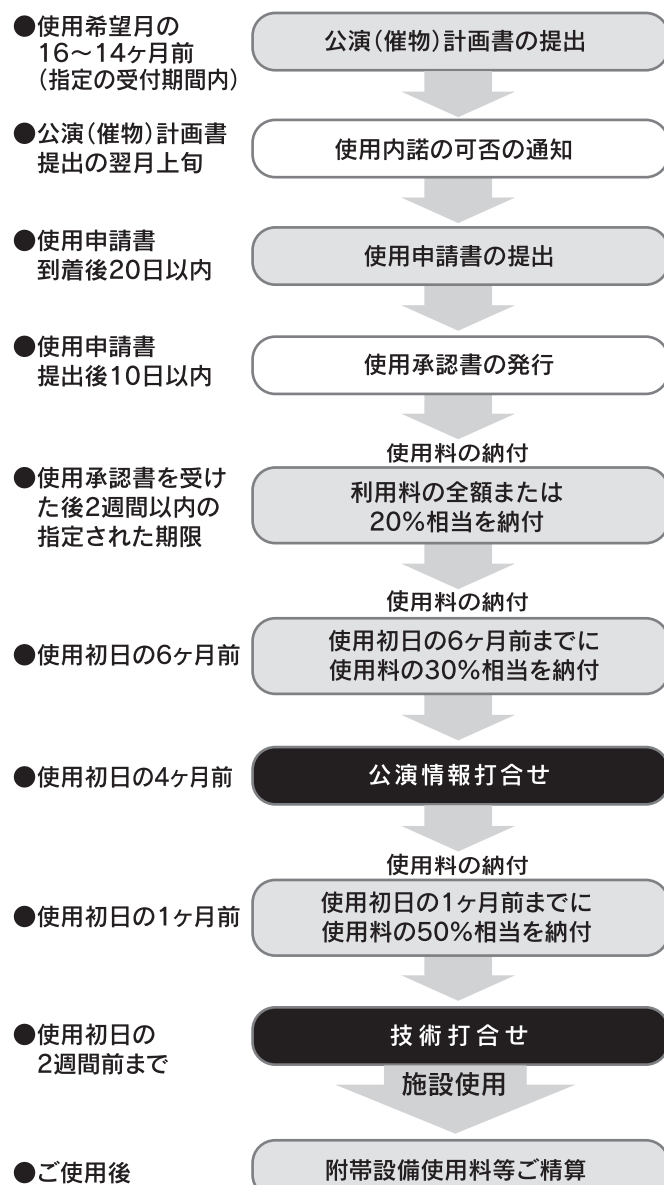 ●使用希望月の
16～14ヶ月前
（指定の受付期間内）
公演（催物）計画書の提出
●公演（催物）計画書
提出の翌月上旬
使用内諾の可否の通知
●使用申請書
到着後20日以内
使用申請書の提出
●使用申請書
提出後10日以内
使用承認書の発行
使用料の納付
●使用承認書を受け
た後2週間以内の
指定された期限
利用料の全額または
20%相当を納付
使用料の納付
●使用初日の6ヶ月前
使用初日の6ヶ月前までに
使用料の30%相当を納付
●使用初日の4ヶ月前
公演情報打合せ
使用料の納付
●使用初日の1ヶ月前
使用初日の1ヶ月前までに
使用料の50%相当を納付
●使用初日の
2週間前まで
技術打合せ
施設使用
●ご使用後
附帯設備使用料等ご精算